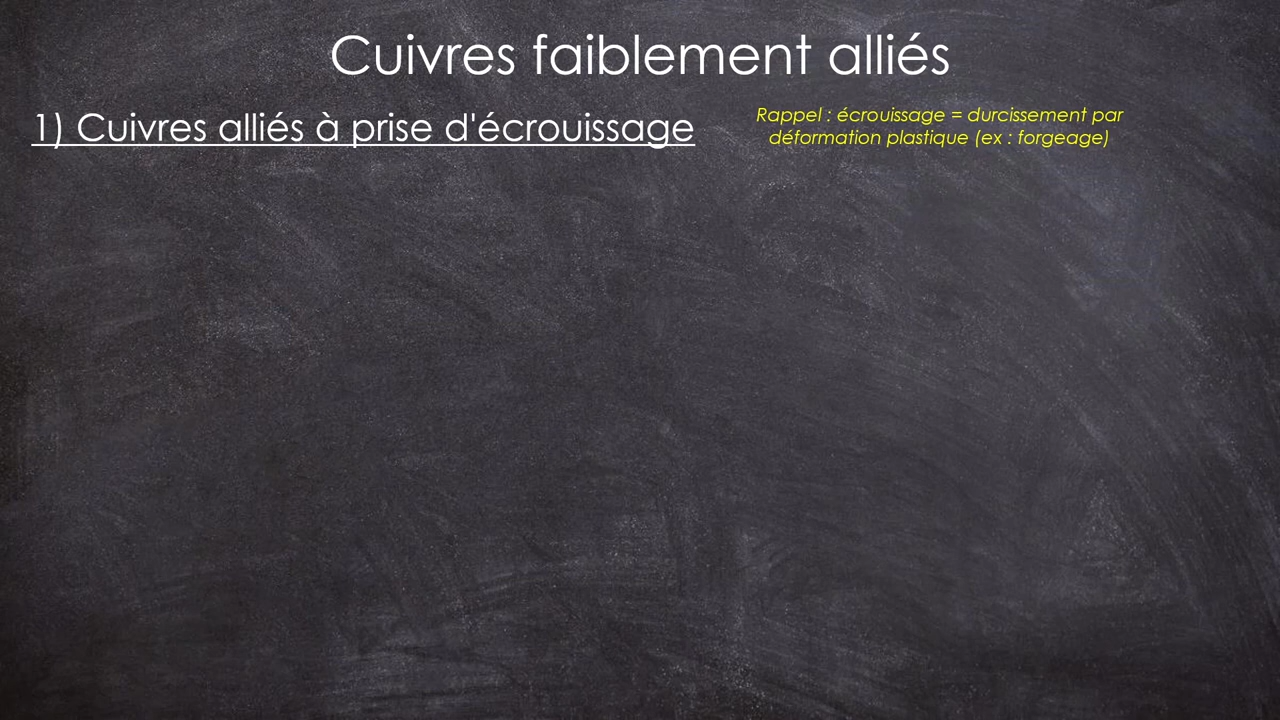 Cuivres faiblement alliés
1) Cuivres alliés à prise d'écrouissage
Rappel : écrouissage = durcissement par
déformation plastique (ex : forgeage)